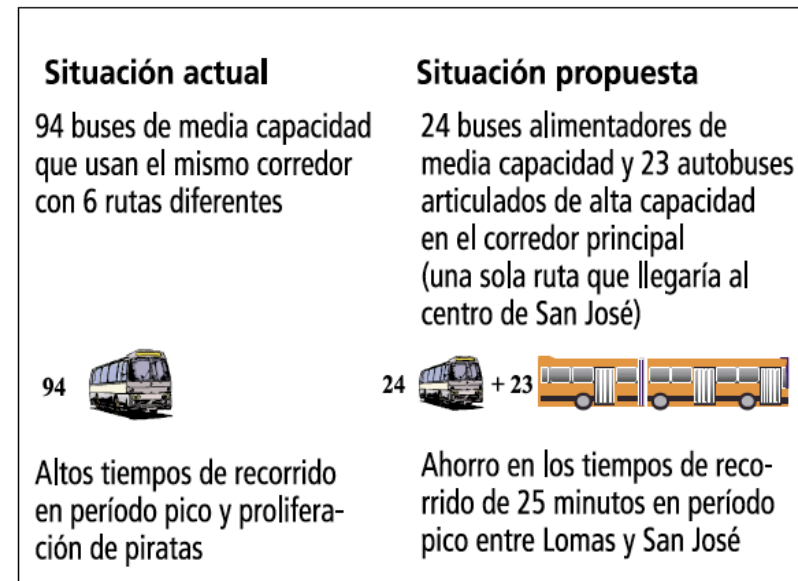 Situación actual
94 buses de media capacidad
que usan el mismo corredor
con 6 rutas diferentes
94
Altos tiempos de recorrido
en período pico y prolifera-
ción de piratas
Situación propuesta
24 buses alimentadores de
media capacidad y 23 autobuses
articulados de alta capacidad
en el corredor principal
(una sola ruta que llegaría al
centro de San José)
24 + 23
Ahorro en los tiempos de reco-
rrido de 25 minutos en período
pico entre Lomas y San José